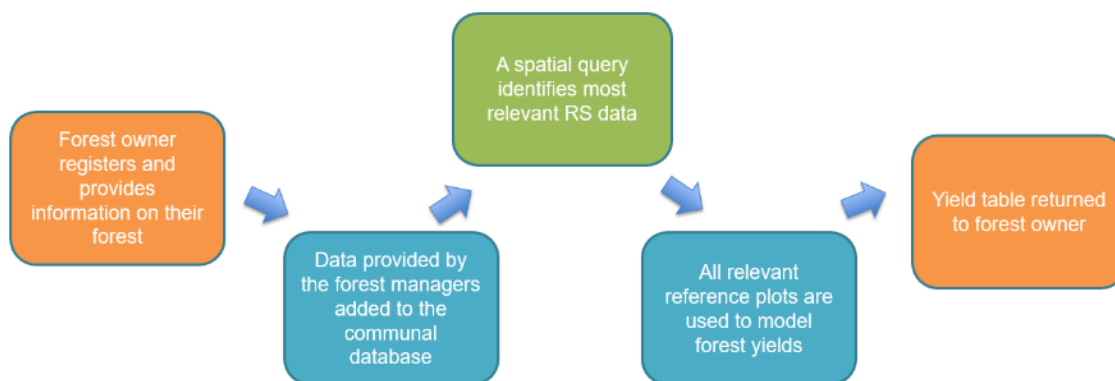 Forest owner
registers and
provides
information on their
forest
Data provided by
the forest managers
added to the
communal
database
A spatial query
identifies most
relevant RS data
All relevant
reference plots are
used to model
forest yields
Yield table returned
to forest owner